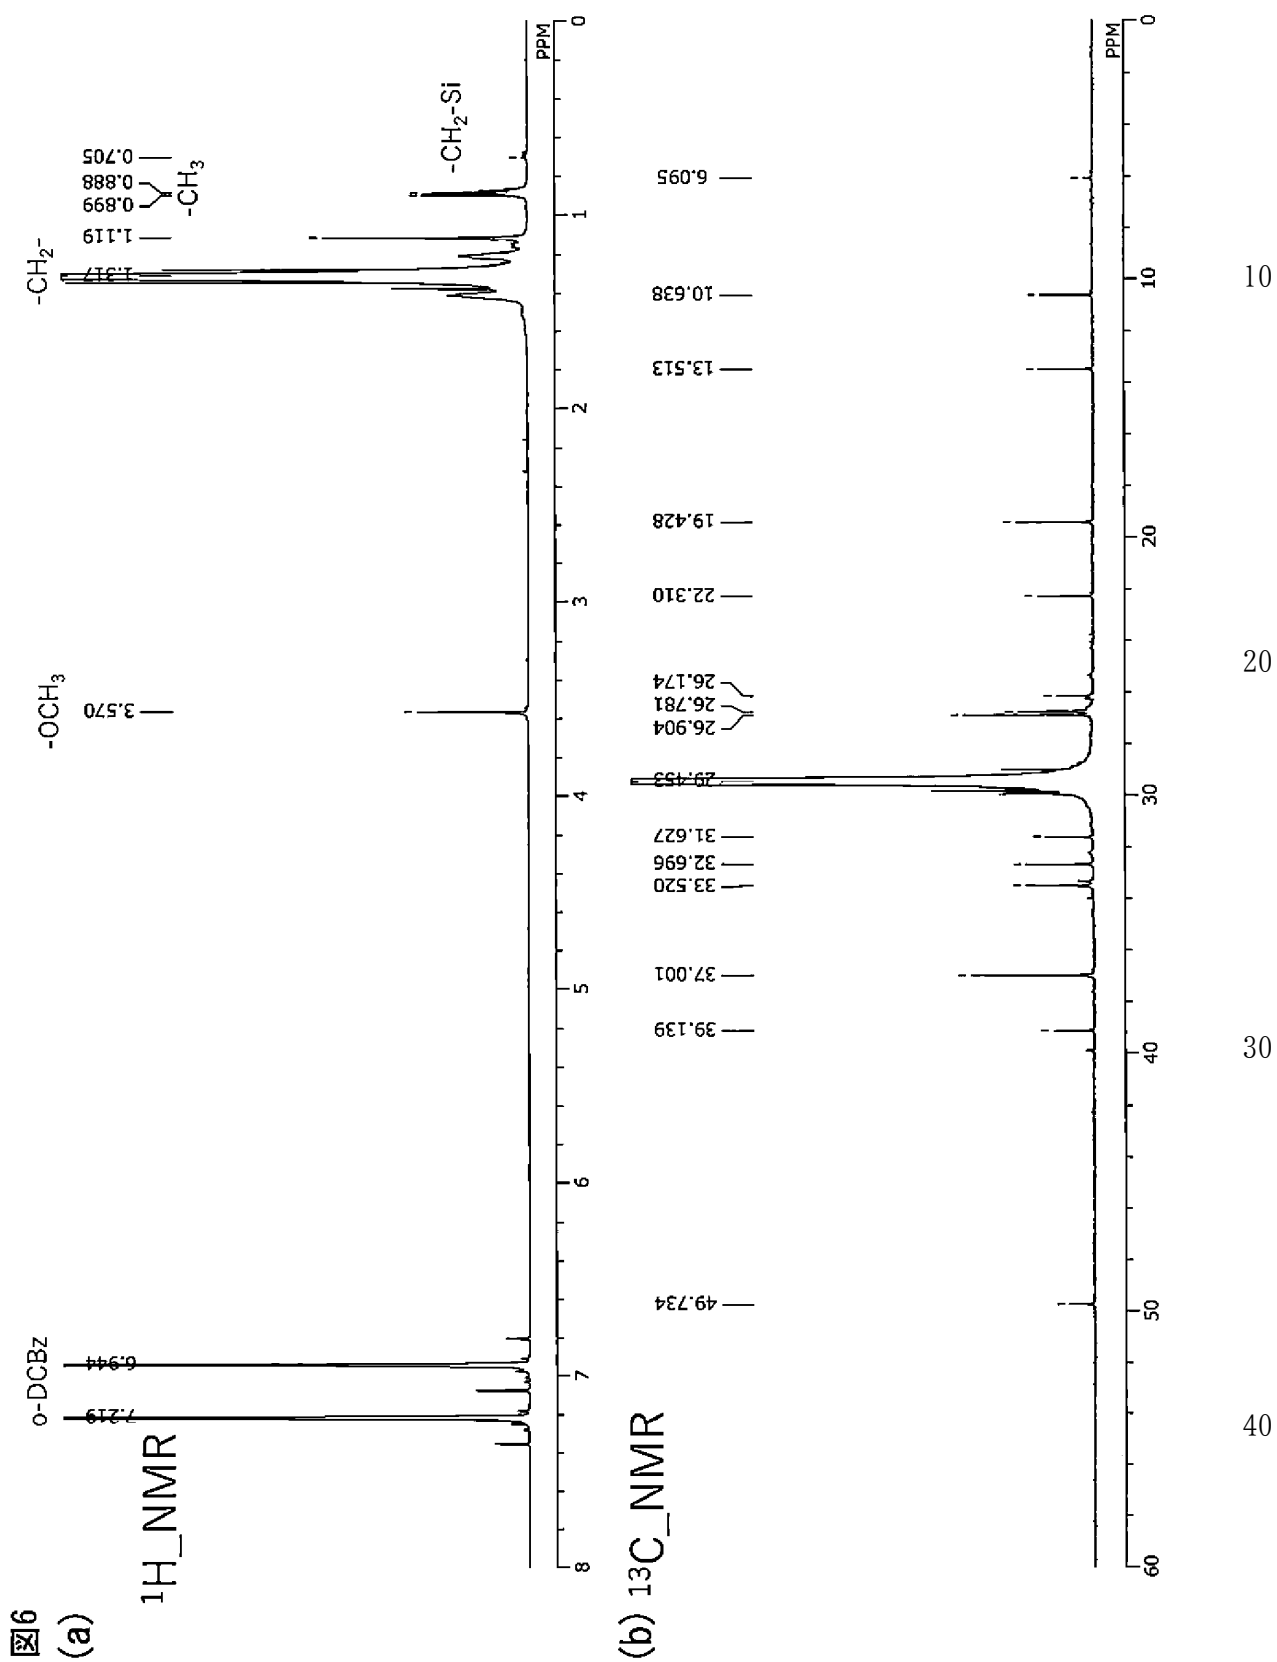 図6
(a)
¹H_NMR
o-DCBz
-OCH₃
-CH₂-
-CH₃
-CH₂-Si
7.219
6.944
3.570
1.317
1.119
0.899
0.888
0.705
8 7 6 5 4 3 2 1 0
PPM
(b) ¹³C_NMR
49.734
39.139
37.001
33.520
32.696
31.627
29.453
26.904
26.781
26.174
22.310
19.428
13.513
10.638
6.095
60 50 40 30 20 10 0
PPM
10
20
30
40